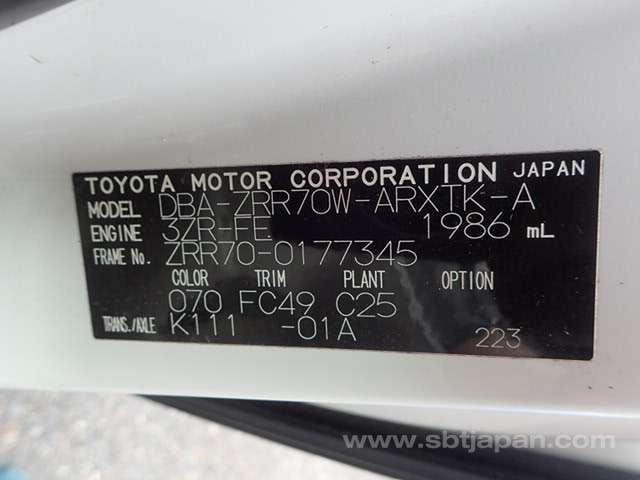 TOYOTA MOTOR CORPORATION JAPAN
MODEL DBA-ZRR70W-ARXTK-A
ENGINE 3ZR-FE 1986 mL
FRAME No. ZRR70-0177345
COLOR TRIM PLANT OPTION
070 FC49 C25
TRANS./AXLE K111 -01A 223
www.sbtjapan.com